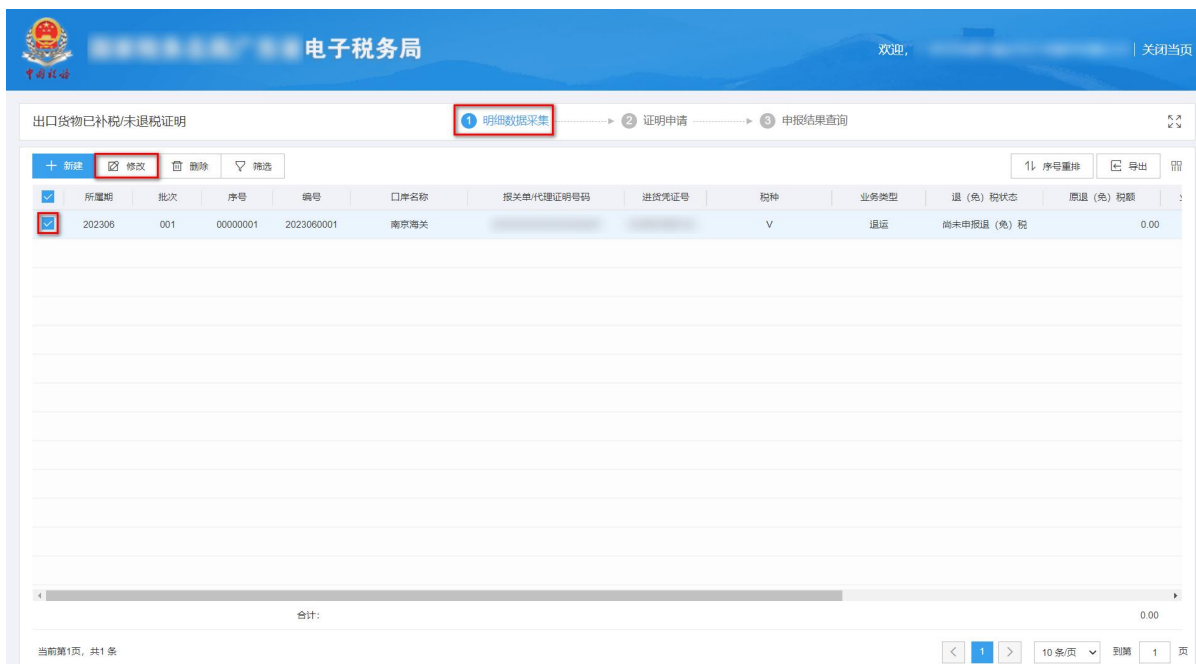 电子税务局
欢迎,
关闭当页
中国税务
出口货物已补税/未退税证明
1 明细数据采集
2 证明申请
3 申报结果查询
新建 修改 删除 筛选
序号重排 导出
所属期 批次 序号 编号 口岸名称 报关单/代理证明号码 进货凭证号 税种 业务类型 退（免）税状态 原退（免）税额
202306 001 00000001 2023060001 南京海关 V 退运 尚未申报退（免）税 0.00
合计: 0.00
当前第1页, 共1 条
< 1 > 10 条/页 到第 1 页